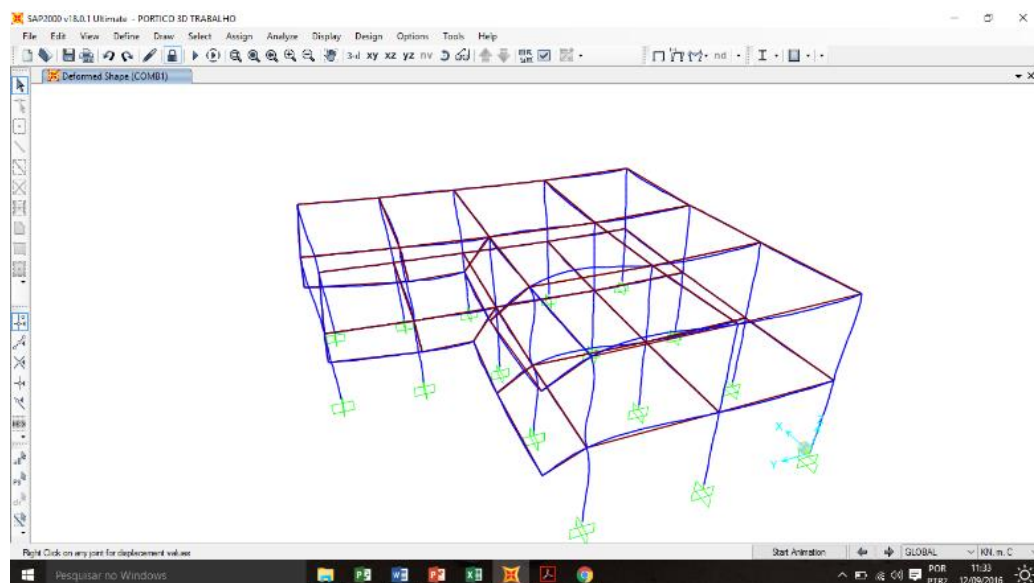 SAP2000 v18.0.1 Ultimate - PORTICO 3D TRABALHO
File Edit View Define Draw Select Assign Analyze Display Design Options Tools Help
3-d xy xz yz nv nd
Deformed Shape (COMB1)
X
Y
Z
Right Click on any joint for displacement values
Start Animation GLOBAL KN, m, C
Pesquisar no Windows
POR 11:33
PTB2 12/09/2016